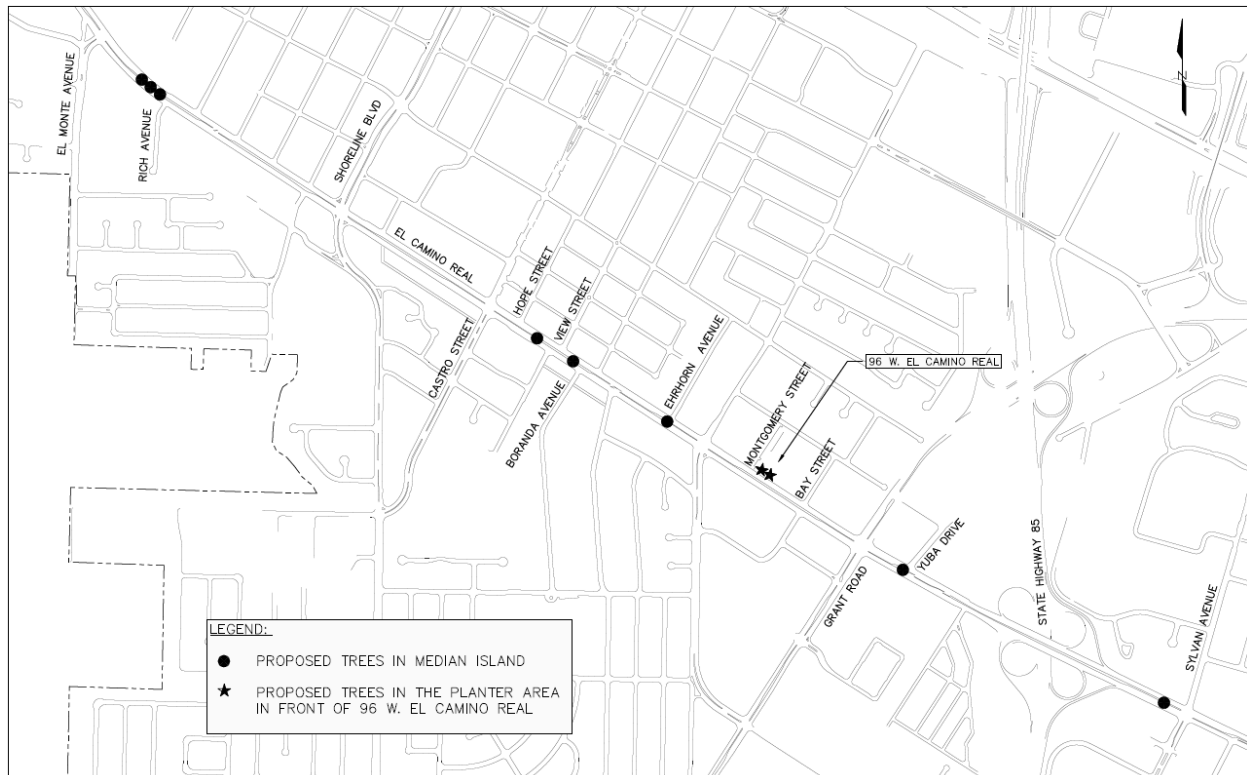 EL MONTE AVENUE
RICH AVENUE
SHORELINE BLVD
N
EL CAMINO REAL
HOPE STREET
VIEW STREET
CASTRO STREET
BORANDA AVENUE
EHRHORN AVENUE
96 W. EL CAMINO REAL
MONTGOMERY STREET
BAY STREET
GRANT ROAD
YUBA DRIVE
STATE HIGHWAY 85
SYLVAN AVENUE
LEGEND:
PROPOSED TREES IN MEDIAN ISLAND
PROPOSED TREES IN THE PLANTER AREA
IN FRONT OF 96 W. EL CAMINO REAL